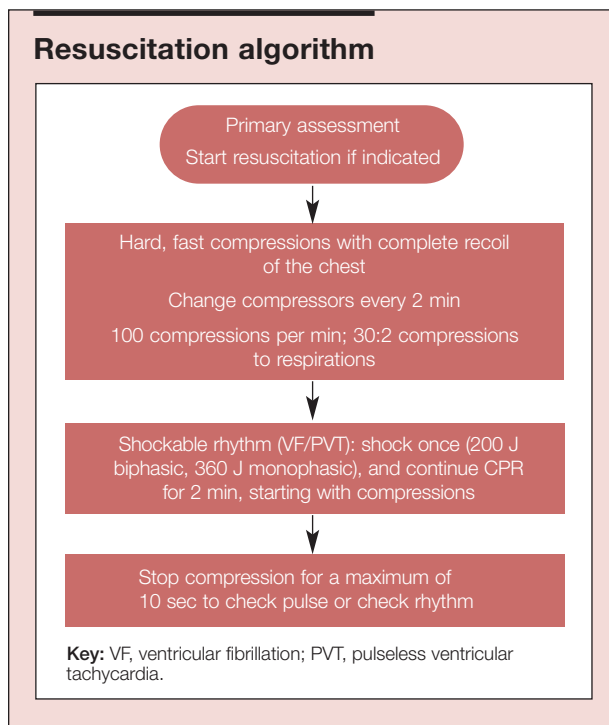 Resuscitation algorithm
Primary assessment
Start resuscitation if indicated
Hard, fast compressions with complete recoil
of the chest
Change compressors every 2 min
100 compressions per min; 30:2 compressions
to respirations
Shockable rhythm (VF/PVT): shock once (200 J
biphasic, 360 J monophasic), and continue CPR
for 2 min, starting with compressions
Stop compression for a maximum of
10 sec to check pulse or check rhythm
Key: VF, ventricular fibrillation; PVT, pulseless ventricular
tachycardia.